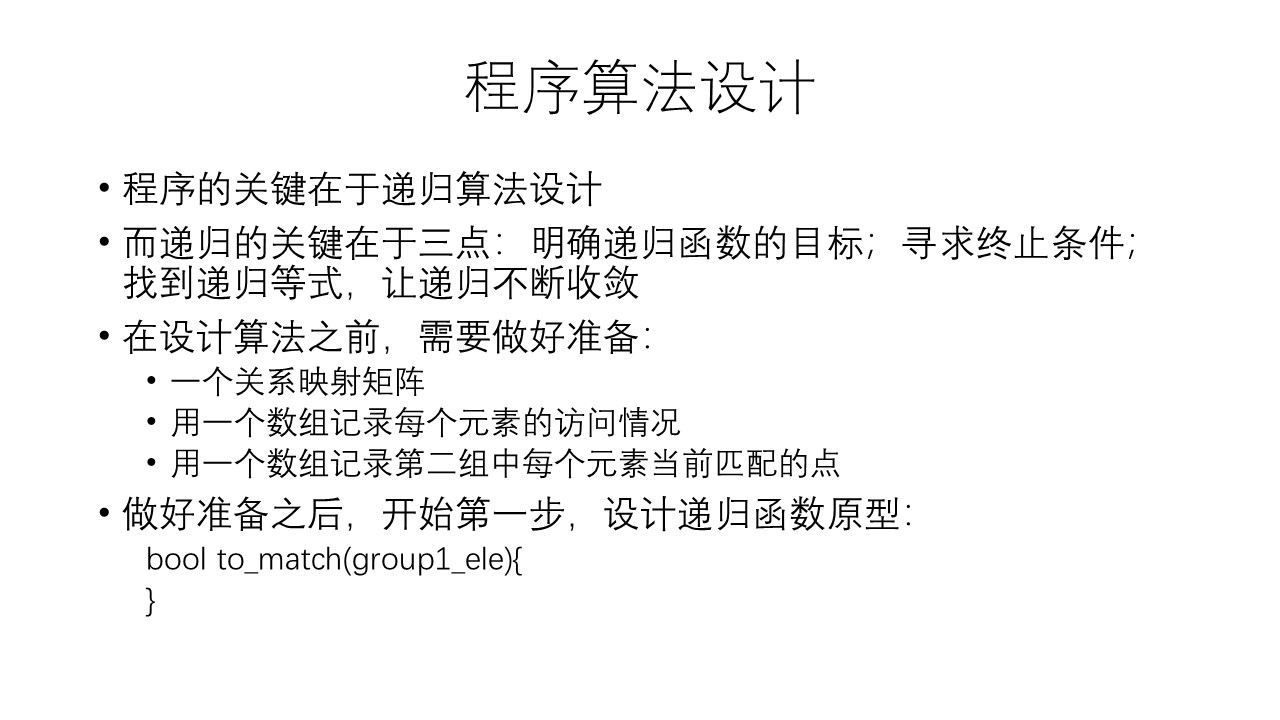 程序算法设计
• 程序的关键在于递归算法设计
• 而递归的关键在于三点：明确递归函数的目标；寻求终止条件；
找到递归等式，让递归不断收敛
• 在设计算法之前，需要做好准备：
• 一个关系映射矩阵
• 用一个数组记录每个元素的访问情况
• 用一个数组记录第二组中每个元素当前匹配的点
• 做好准备之后，开始第一步，设计递归函数原型：
bool to_match(group1_ele){
}